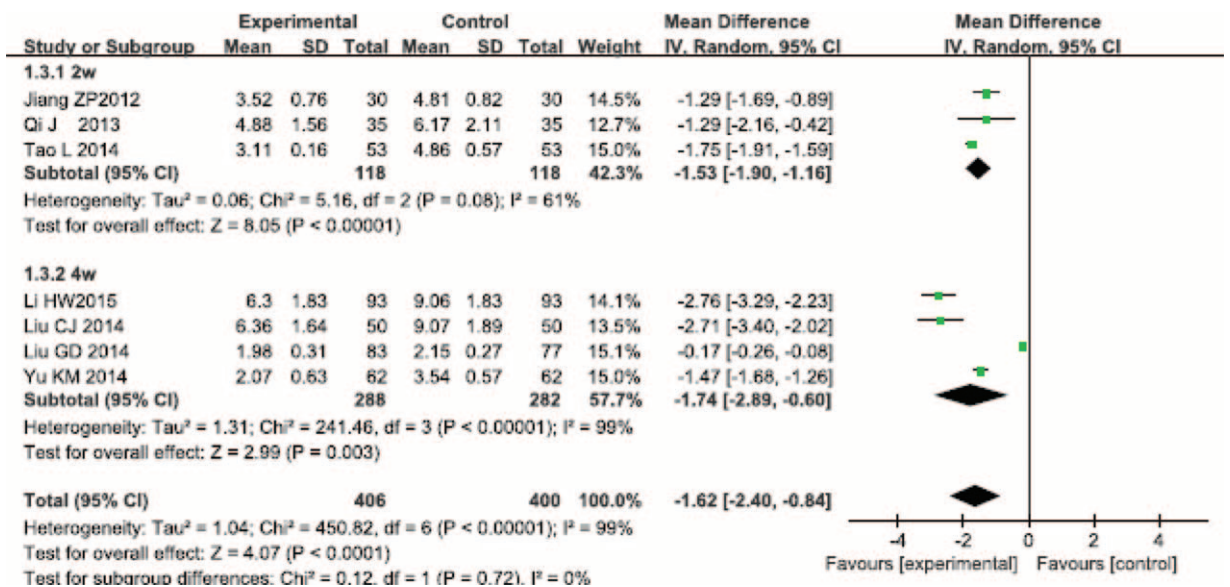 Experimental Control Mean Difference Mean Difference
Study or Subgroup Mean SD Total Mean SD Total Weight IV, Random, 95% CI IV, Random, 95% CI
1.3.1 2w
Jiang ZP2012 3.52 0.76 30 4.81 0.82 30 14.5% -1.29 [-1.69, -0.89]
Qi J 2013 4.88 1.56 35 6.17 2.11 35 12.7% -1.29 [-2.16, -0.42]
Tao L 2014 3.11 0.16 53 4.86 0.57 53 15.0% -1.75 [-1.91, -1.59]
Subtotal (95% CI) 118 118 42.3% -1.53 [-1.90, -1.16]
Heterogeneity: Tau² = 0.06; Chi² = 5.16, df = 2 (P = 0.08); I² = 61%
Test for overall effect: Z = 8.05 (P < 0.00001)
1.3.2 4w
Li HW2015 6.3 1.83 93 9.06 1.83 93 14.1% -2.76 [-3.29, -2.23]
Liu CJ 2014 6.36 1.64 50 9.07 1.89 50 13.5% -2.71 [-3.40, -2.02]
Liu GD 2014 1.98 0.31 83 2.15 0.27 77 15.1% -0.17 [-0.26, -0.08]
Yu KM 2014 2.07 0.63 62 3.54 0.57 62 15.0% -1.47 [-1.68, -1.26]
Subtotal (95% CI) 288 282 57.7% -1.74 [-2.89, -0.60]
Heterogeneity: Tau² = 1.31; Chi² = 241.46, df = 3 (P < 0.00001); I² = 99%
Test for overall effect: Z = 2.99 (P = 0.003)
Total (95% CI) 406 400 100.0% -1.62 [-2.40, -0.84]
Heterogeneity: Tau² = 1.04; Chi² = 450.82, df = 6 (P < 0.00001); I² = 99%
Test for overall effect: Z = 4.07 (P < 0.0001)
Test for subgroup differences: Chi² = 0.12, df = 1 (P = 0.72), I² = 0%
-4 -2 0 2 4
Favours [experimental] Favours [control]